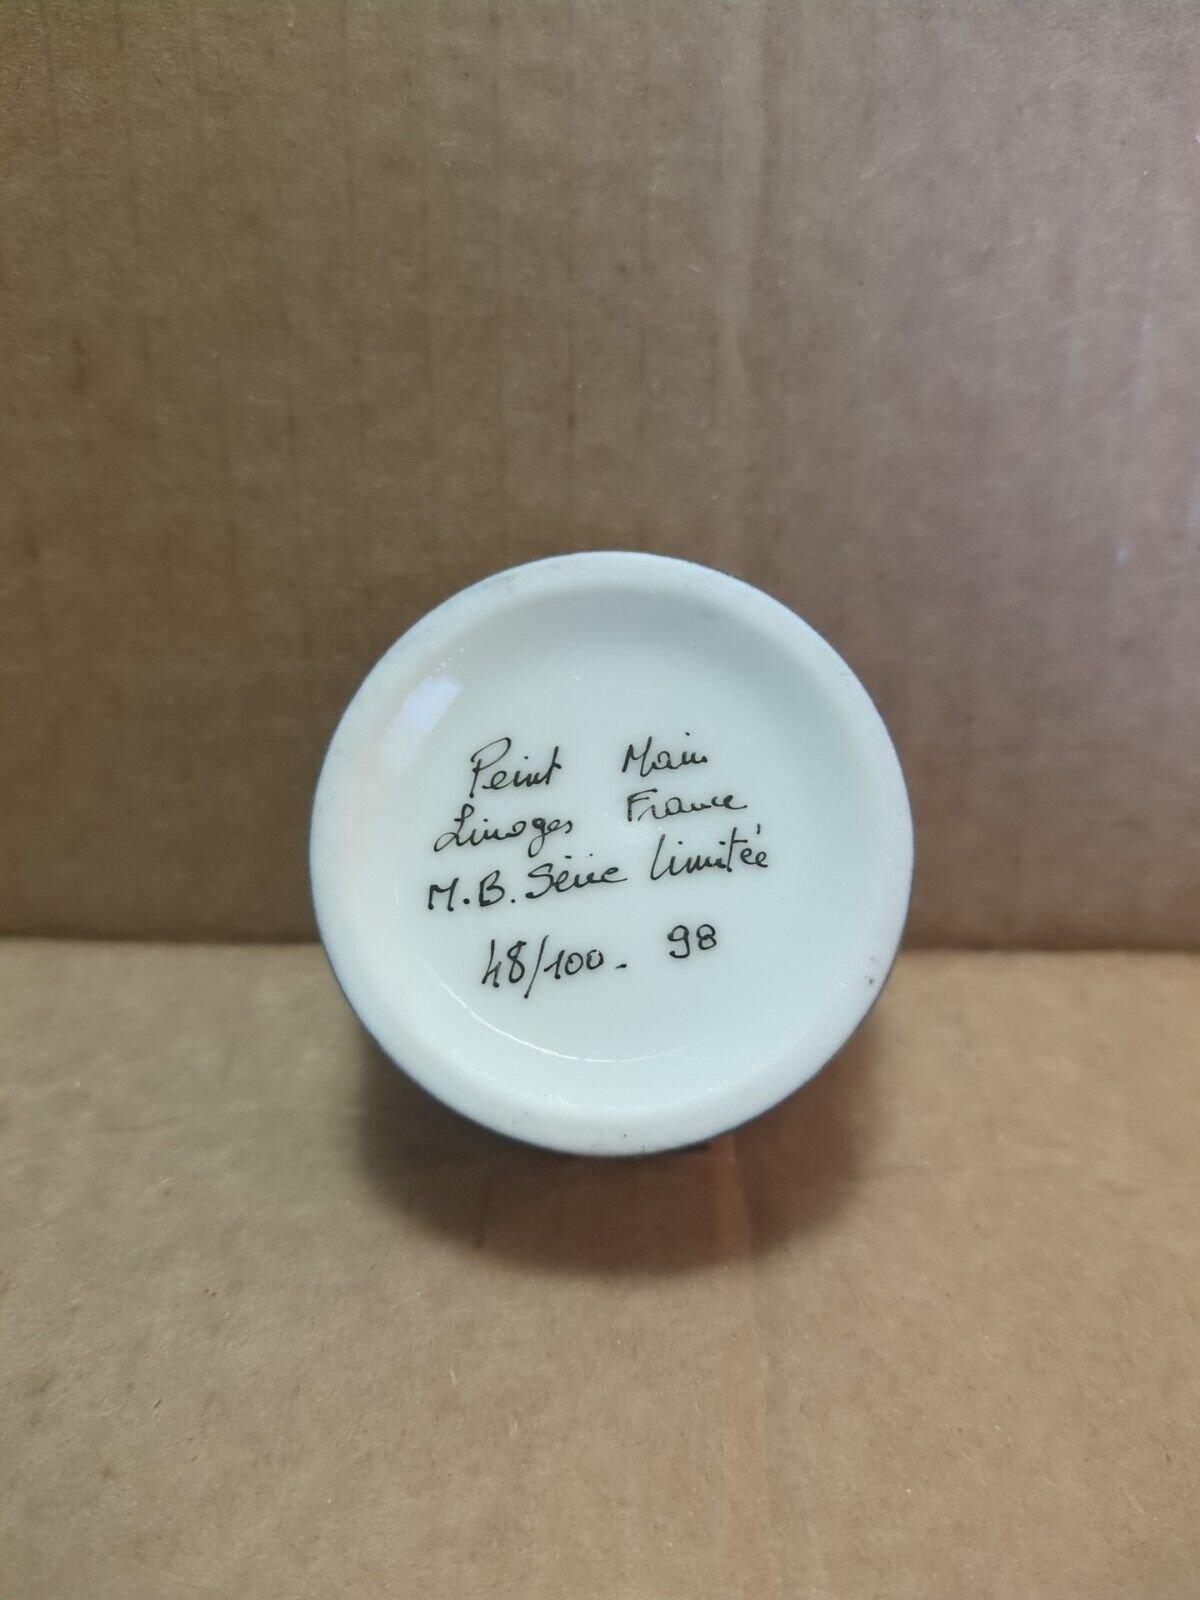 Peint Main
Limoges France
M.B. Série limitée
48/100. 98